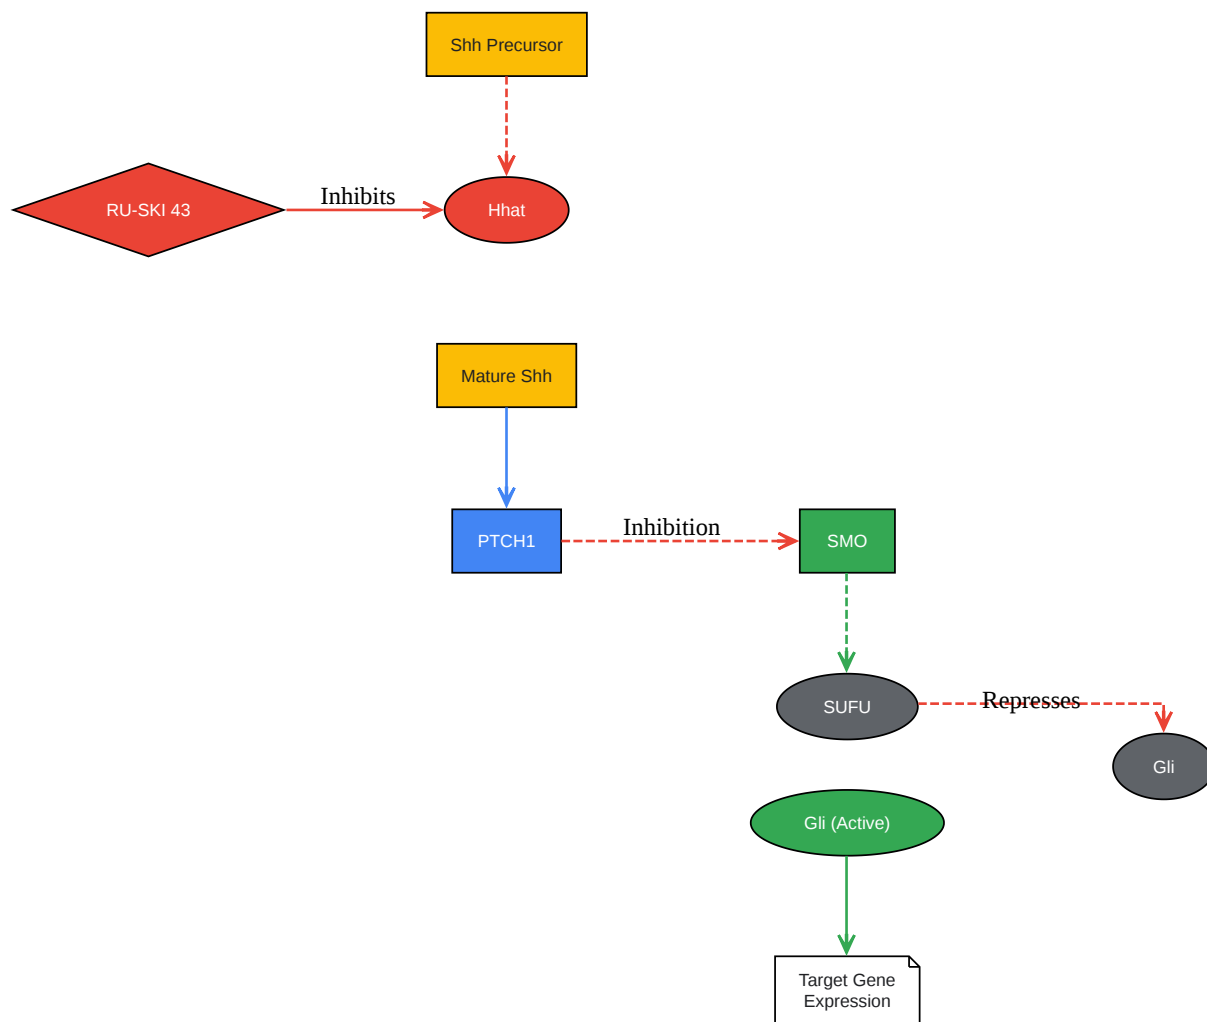 Shh Precursor
RU-SKI 43
Inhibits
Hhat
Mature Shh
PTCH1
Inhibition
SMO
SUFU
Represses
Gli
Gli (Active)
Target Gene
Expression